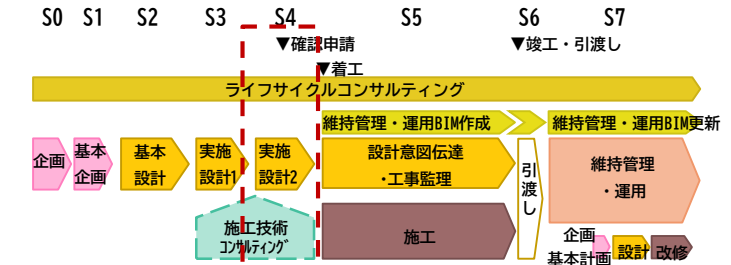 S0 S1 S2 S3 S4 S5 S6 S7
▼確認申請 ▼竣工・引渡し
▼着工
ライフサイクルコンサルティング
維持管理・運用BIM作成 維持管理・運用BIM更新
企画
基本
企画
基本
設計
実施
設計1
実施
設計2
設計意図伝達
・工事監理
引渡し
維持管理
・運用
施工技術
コンサルティング
施工
企画
基本計画
設計
改修